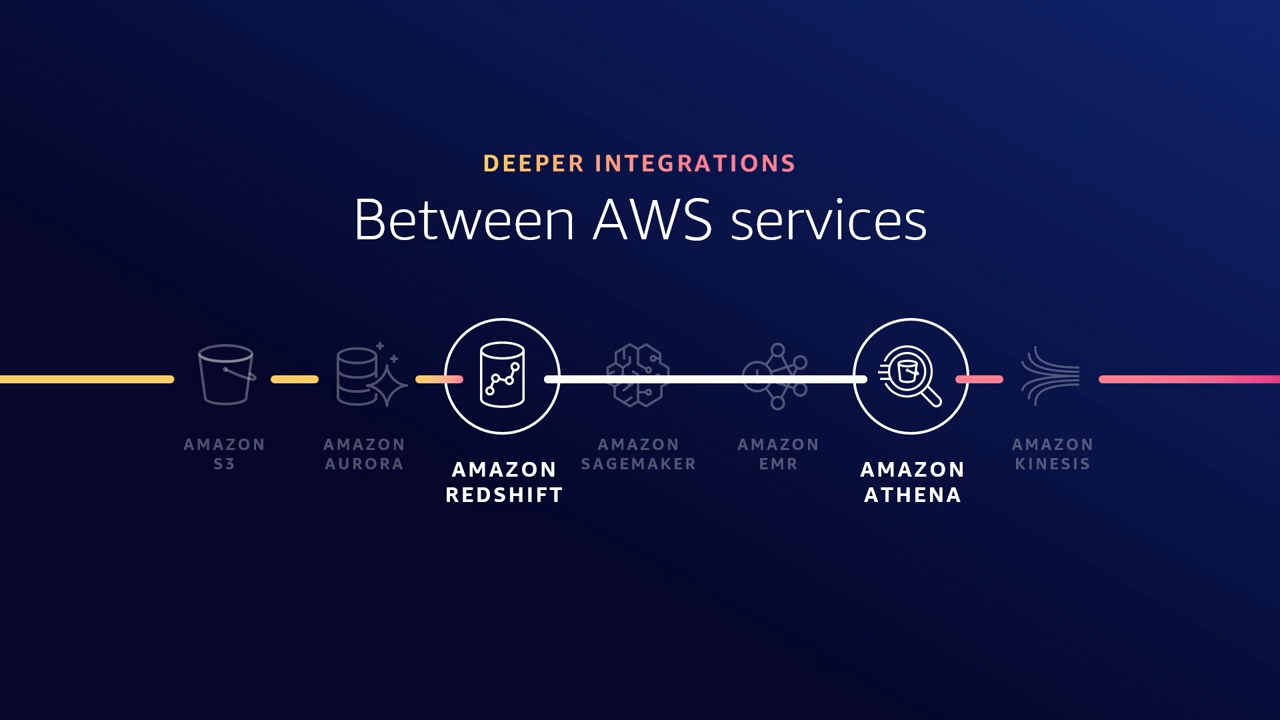 DEEPER INTEGRATIONS
Between AWS services
AMAZON
S3
AMAZON
AURORA
AMAZON
REDSHIFT
AMAZON
SAGEMAKER
AMAZON
EMR
AMAZON
ATHENA
AMAZON
KINESIS